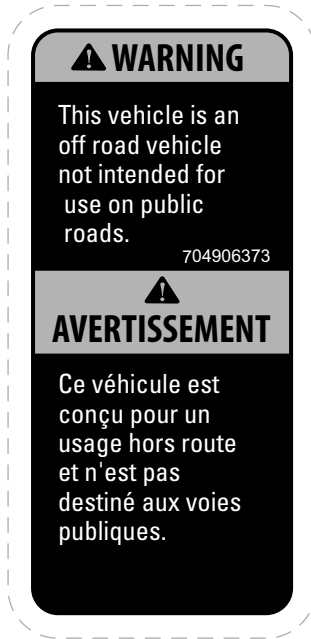 WARNING
This vehicle is an
off road vehicle
not intended for
use on public
roads.
704906373
AVERTISSEMENT
Ce véhicule est
conçu pour un
usage hors route
et n'est pas
destiné aux voies
publiques.